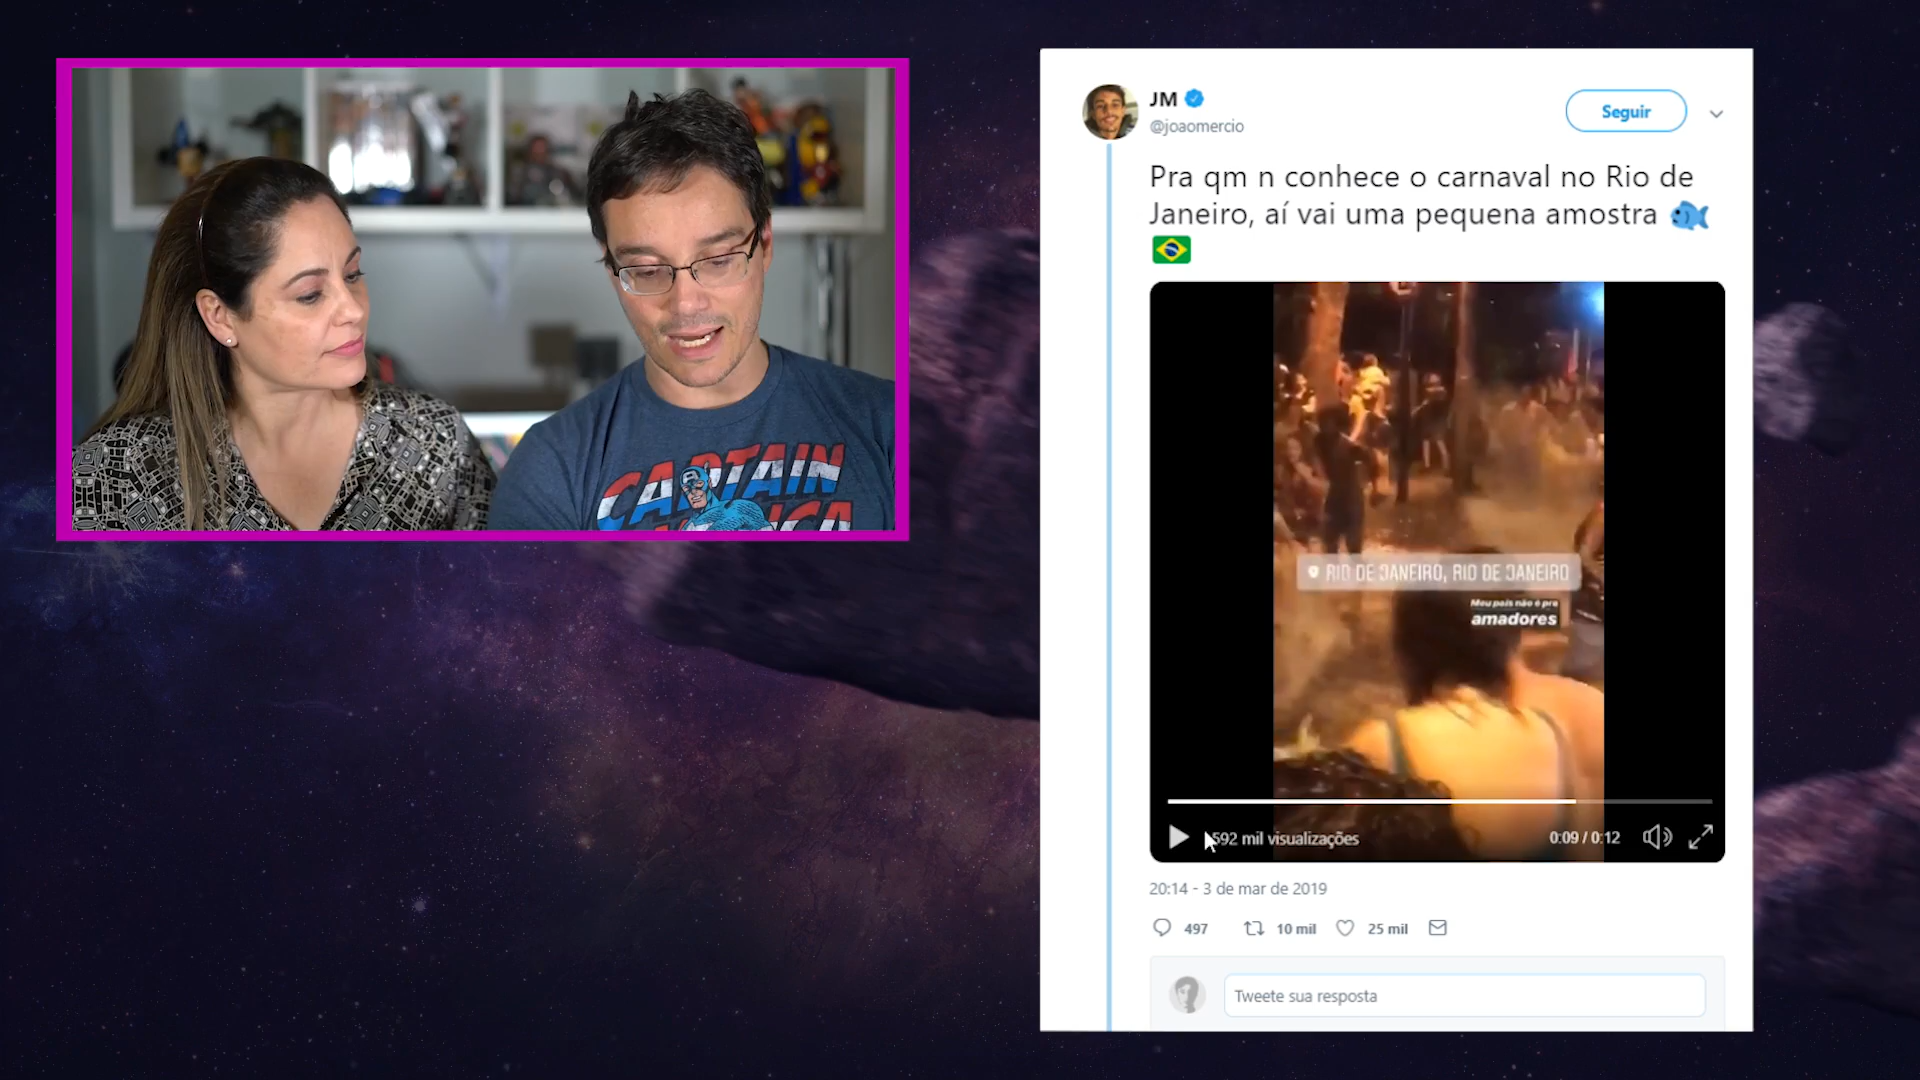 CAPTAIN
JM
@joaomercio
Seguir
Pra qm n conhece o carnaval no Rio de
Janeiro, aí vai uma pequena amostra
RIO DE JANEIRO, RIO DE JANEIRO
Meu país não é pra
amadores
592 mil visualizações
0:09 / 0:12
20:14 - 3 de mar de 2019
497
10 mil
25 mil
Tweete sua resposta